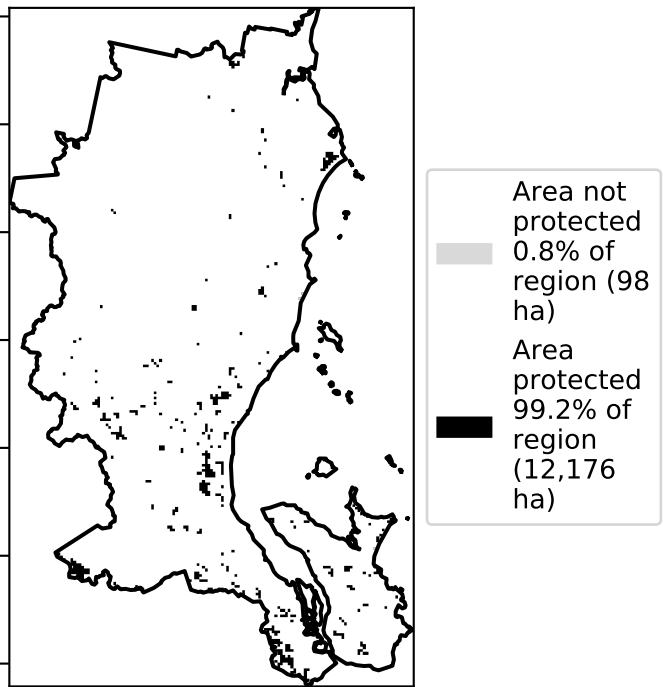 Area not
protected
0.8% of
region (98
ha)
Area
protected
99.2% of
region
(12,176
ha)